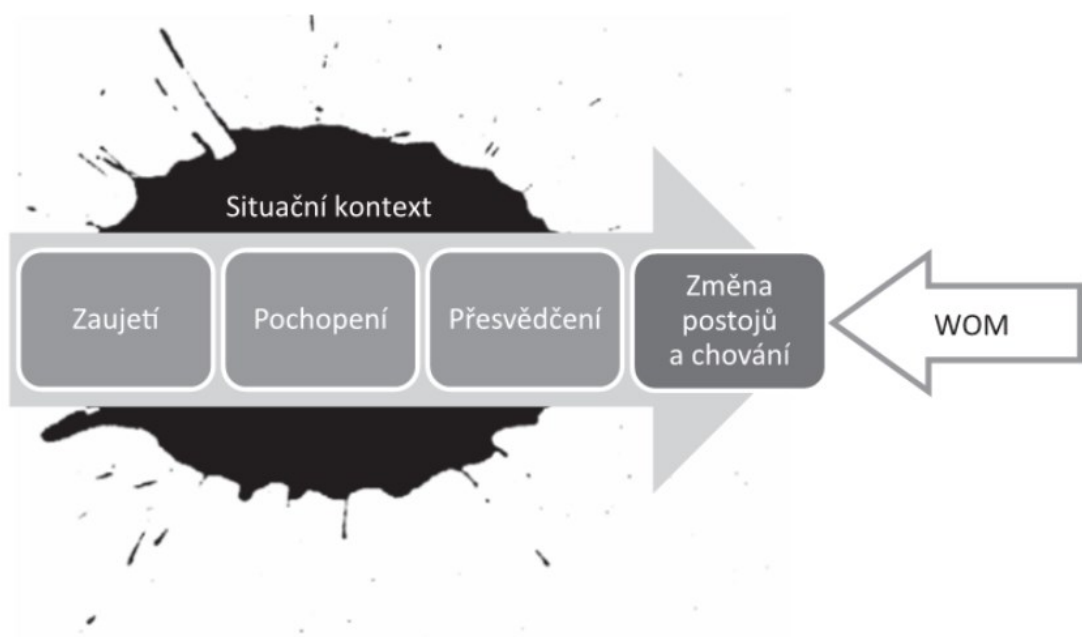 Situační kontext
Zaujetí
Pochopení
Přesvědčení
Změna
postojů
a chování
WOM